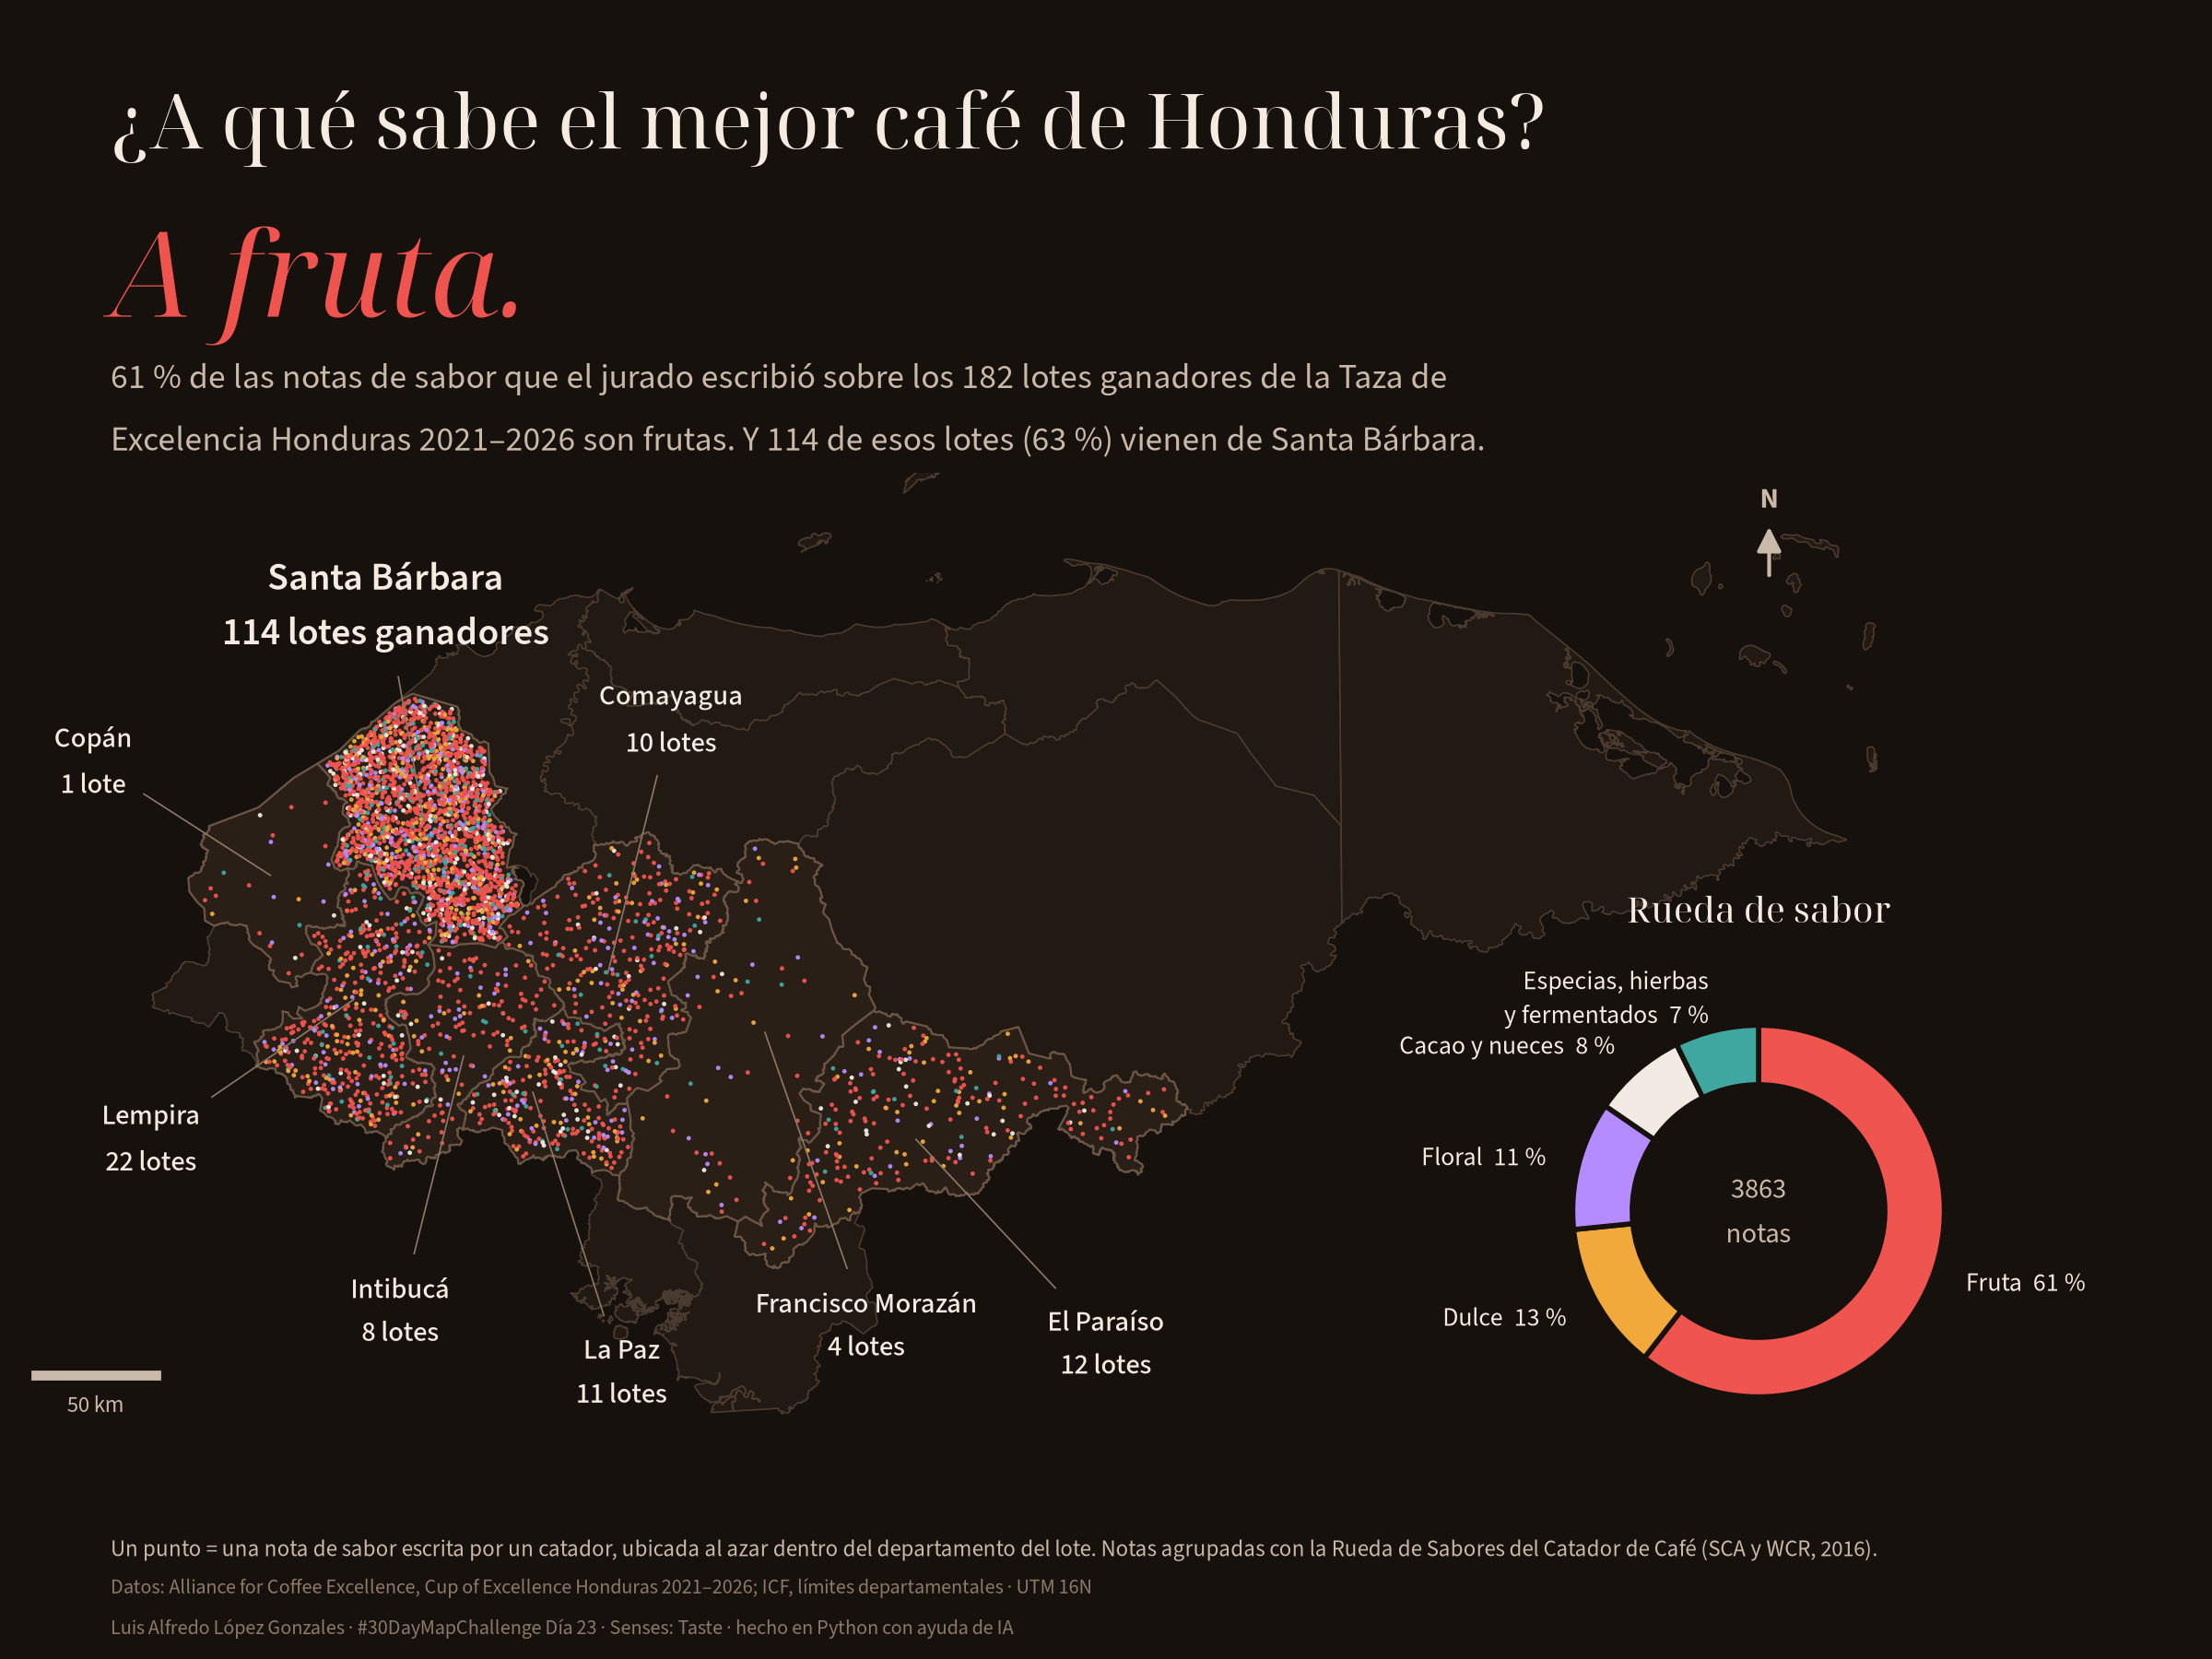 ¿A qué sabe el mejor café de Honduras?
A fruta.
61 % de las notas de sabor que el jurado escribió sobre los 182 lotes ganadores de la Taza de
Excelencia Honduras 2021–2026 son frutas. Y 114 de esos lotes (63 %) vienen de Santa Bárbara.
N
Santa Bárbara
114 lotes ganadores
Comayagua
10 lotes
Copán
1 lote
Lempira
22 lotes
Intibucá
8 lotes
La Paz
11 lotes
Francisco Morazán
4 lotes
El Paraíso
12 lotes
50 km
Rueda de sabor
Especias, hierbas
y fermentados 7 %
Cacao y nueces 8 %
Floral 11 %
Dulce 13 %
Fruta 61 %
3863
notas
Un punto = una nota de sabor escrita por un catador, ubicada al azar dentro del departamento del lote. Notas agrupadas con la Rueda de Sabores del Catador de Café (SCA y WCR, 2016).
Datos: Alliance for Coffee Excellence, Cup of Excellence Honduras 2021–2026; ICF, límites departamentales · UTM 16N
Luis Alfredo López Gonzales · #30DayMapChallenge Día 23 · Senses: Taste · hecho en Python con ayuda de IA